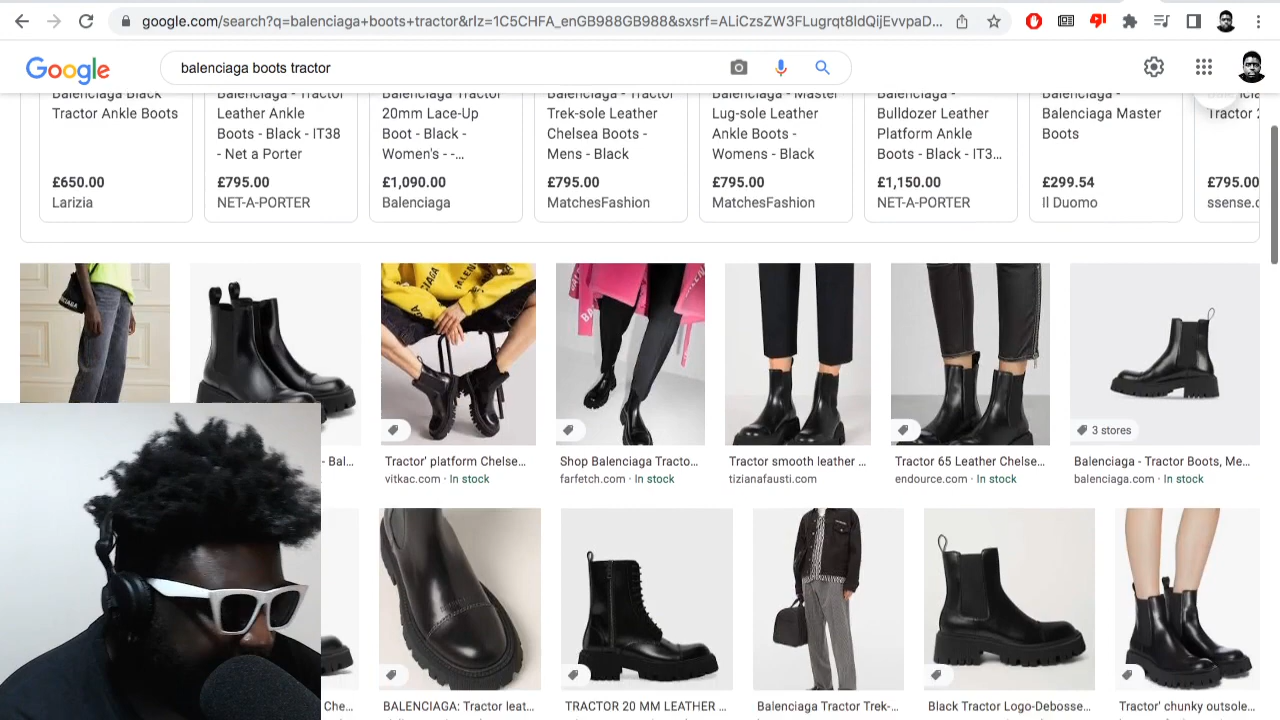 google.com/search?q=balenciaga+boots+tractor&rlz=1C5CHFA_enGB988GB988&sxsrf=ALiCzsZW3FLugrqt8IdQijEvvpaD...
Google
balenciaga boots tractor
Balenciaga Black
Tractor Ankle Boots
£650.00
Larizia
Balenciaga - Tractor
Leather Ankle
Boots - Black - IT38
- Net a Porter
£795.00
NET-A-PORTER
Balenciaga Tractor
20mm Lace-Up
Boot - Black -
Women's - -...
£1,090.00
Balenciaga
Balenciaga -
Trek-sole Leather
Chelsea Boots -
Mens - Black
£795.00
MatchesFashion
Balenciaga - Master
Lug-sole Leather
Ankle Boots -
Womens - Black
£795.00
MatchesFashion
Balenciaga -
Bulldozer Leather
Platform Ankle
Boots - Black - IT3...
£1,150.00
NET-A-PORTER
Balenciaga -
Balenciaga Master
Boots
£299.54
Il Duomo
Tractor 2
£795.00
ssense.c
- Bal...
Tractor' platform Chelse...
vitkac.com · In stock
Shop Balenciaga Tracto...
farfetch.com · In stock
Tractor smooth leather ...
tizianafausti.com
Tractor 65 Leather Chelse...
endource.com · In stock
3 stores
Balenciaga - Tractor Boots, Me...
balenciaga.com · In stock
Che...
BALENCIAGA: Tractor leat...
TRACTOR 20 MM LEATHER ...
Balenciaga Tractor Trek-...
Black Tractor Logo-Debosse...
Tractor' chunky outsole...